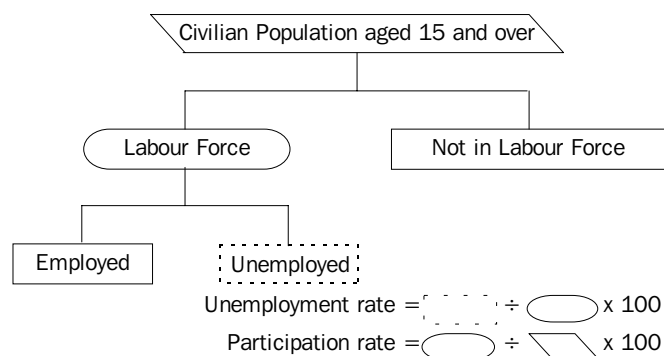 Civilian Population aged 15 and over
Labour Force
Not in Labour Force
Employed
Unemployed
Unemployment rate = ÷ x 100
Participation rate = ÷ x 100